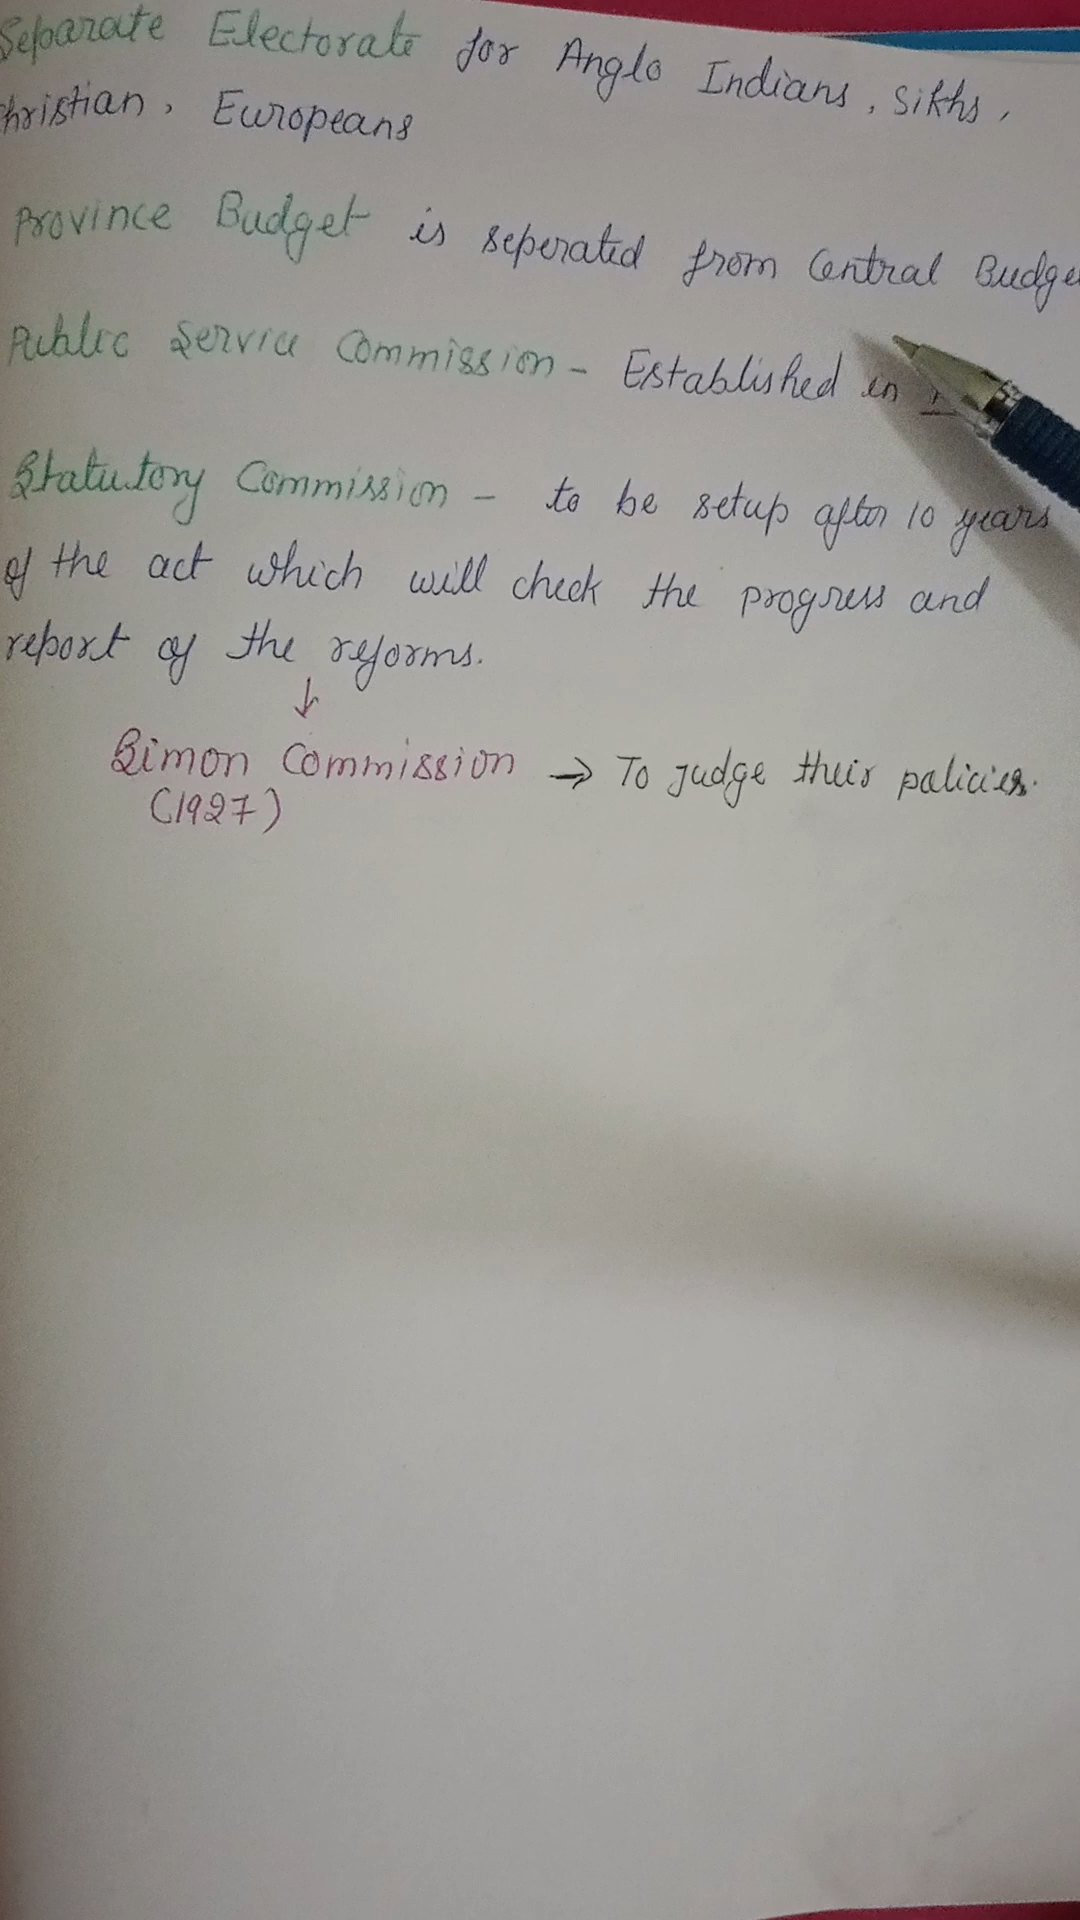 Separate Electorate for Anglo Indians, Sikhs,
hristian, Europeans
Province Budget is seperated from Central Budge
Public Service Commission - Established in
Statutory Commission - to be setup after 10 years
of the act which will check the progress and
report of the reforms.
↓
Simon Commission → To judge their policies.
(1927)